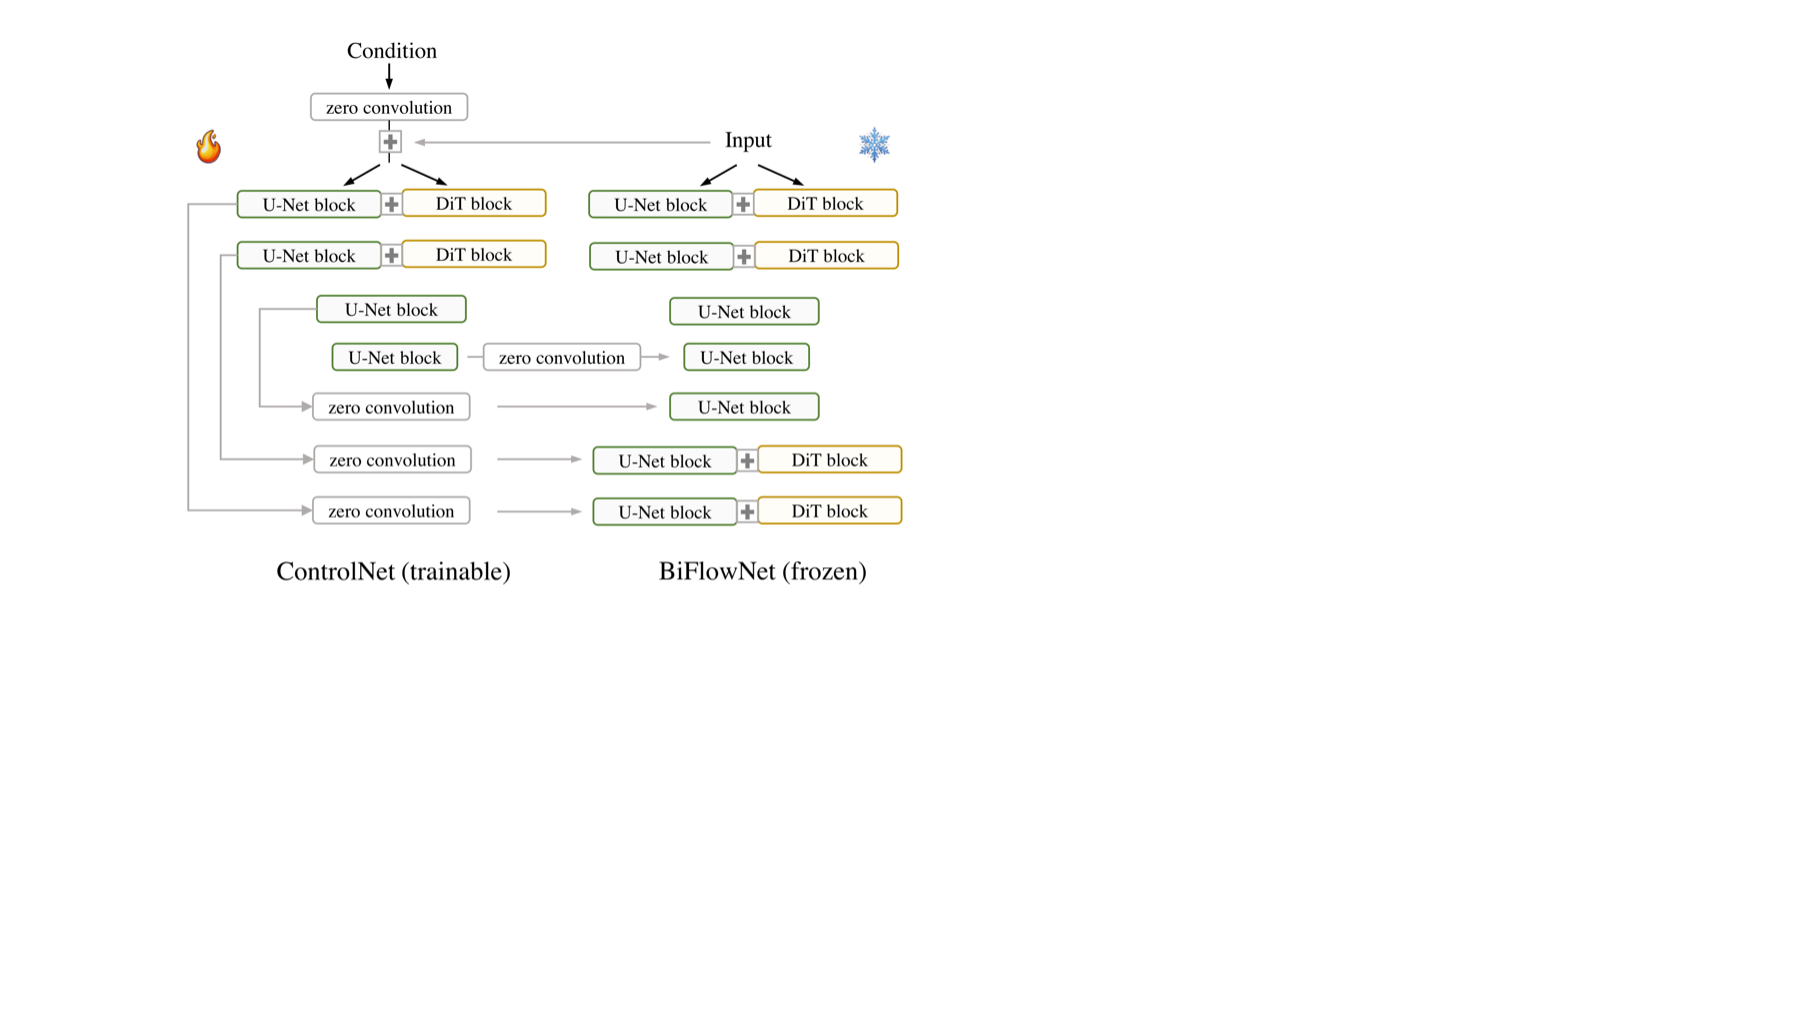 Condition
zero convolution
Input
U-Net block DiT block U-Net block DiT block
U-Net block DiT block U-Net block DiT block
U-Net block U-Net block
U-Net block zero convolution U-Net block
zero convolution U-Net block
zero convolution U-Net block DiT block
zero convolution U-Net block DiT block
ControlNet (trainable) BiFlowNet (frozen)